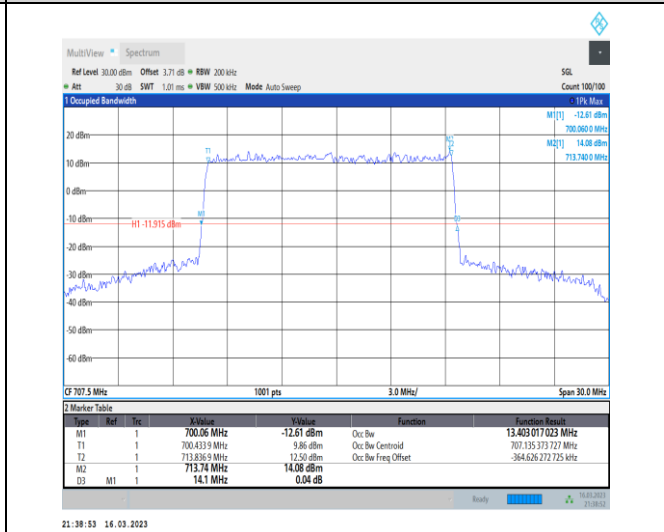 MultiView Spectrum
Ref Level 30.00 dBm Offset 3.71 dB RBW 200 kHz SGL
Att 30 dB SWT 1.01 ms VBW 500 kHz Mode Auto Sweep Count 100/100
1 Occupied Bandwidth 1Pk Max
M1[1] -12.61 dBm
700.060 0 MHz
M2[1] 14.08 dBm
713.740 0 MHz
20 dBm
T1
10 dBm
0 dBm
-10 dBm
M1
D3
H1 -11.915 dBm
-20 dBm
-30 dBm
-40 dBm
-50 dBm
-60 dBm
CF 707.5 MHz 1001 pts 3.0 MHz/ Span 30.0 MHz
2 Marker Table
Type Ref Trc X-Value Y-Value Function Function Result
M1 1 700.06 MHz -12.61 dBm Occ Bw 13.403 017 023 MHz
T1 1 700.433 9 MHz 9.86 dBm Occ Bw Centroid 707.135 373 727 MHz
T2 1 713.836 9 MHz 12.50 dBm Occ Bw Freq Offset -364.626 272 725 kHz
M2 1 713.74 MHz 14.08 dBm
D3 M1 1 14.1 MHz 0.04 dB
Ready 16.03.2023
21:38:52
21:38:53 16.03.2023